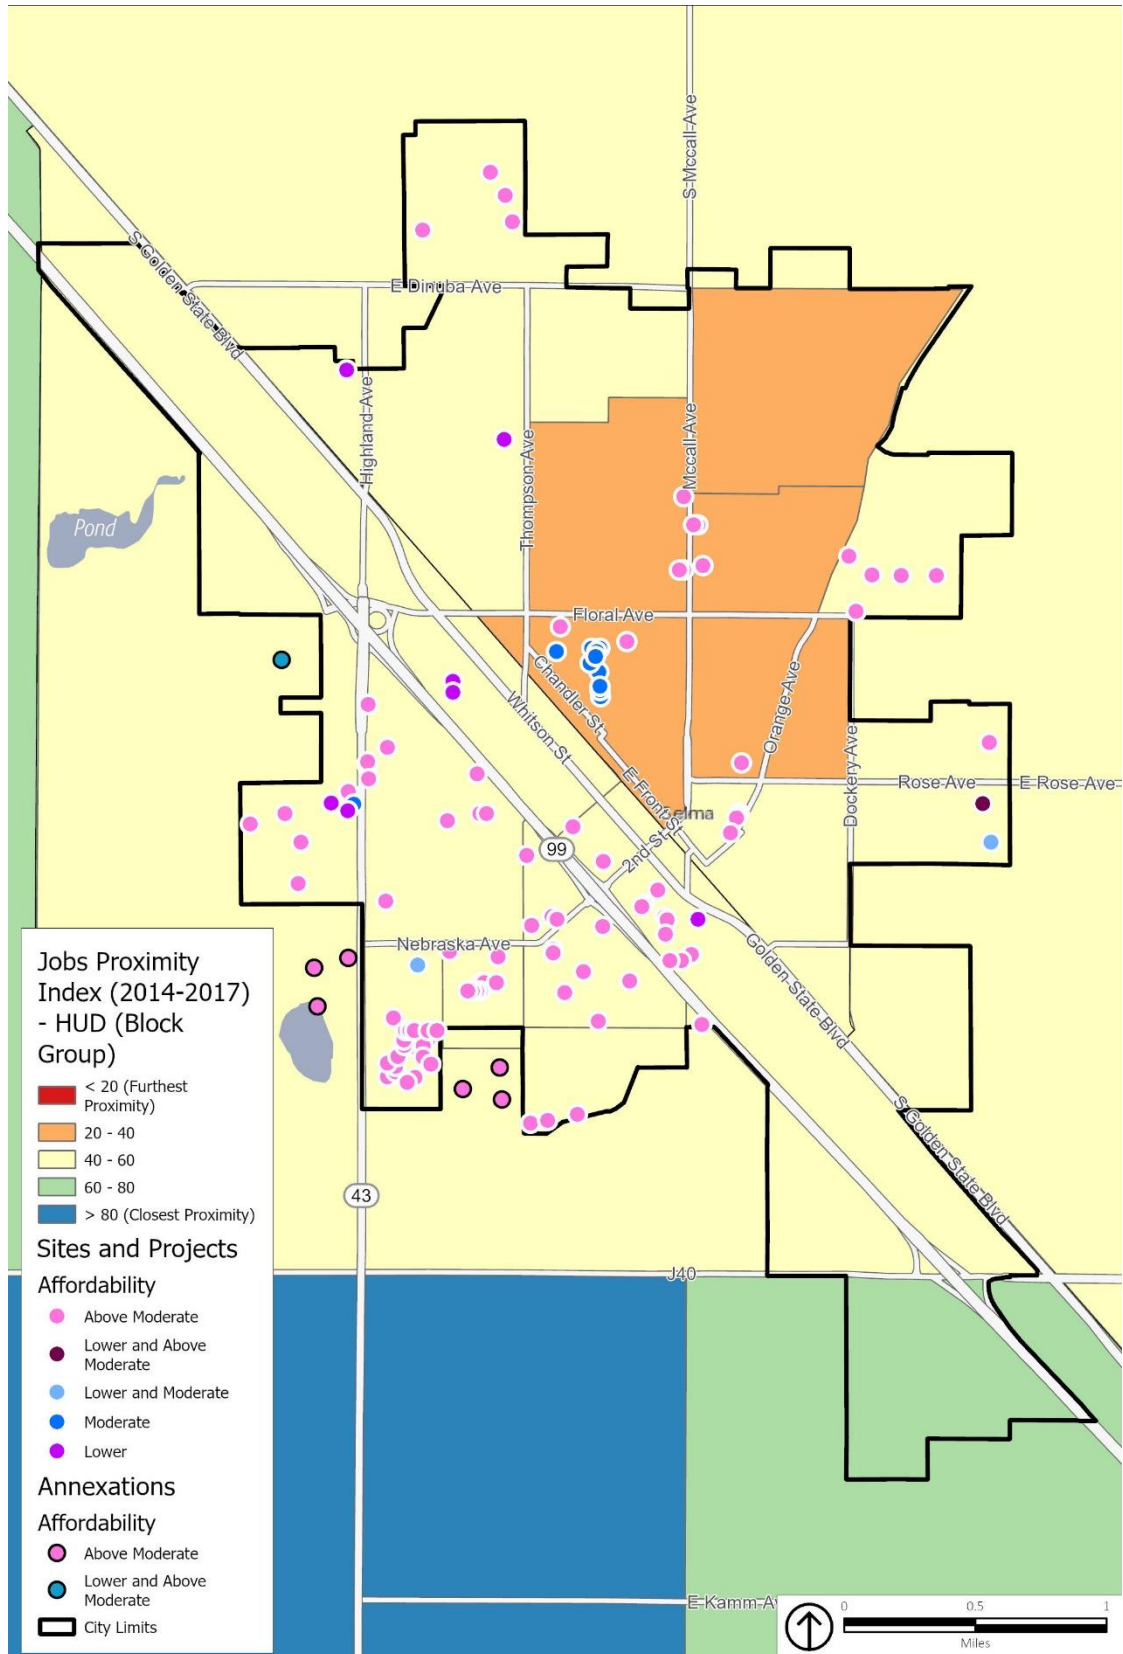 S Mccall Ave
S Golden State Blvd
E Dinuba Ave
Highland Ave
Thompson Ave
Mccall Ave
Pond
Floral Ave
Chandler St
Whitson St
Orange Ave
Dockery Ave
Rose Ave
E Rose Ave
E Front St
elma
2nd St
99
Nebraska Ave
Golden State Blvd
S Golden State Blvd
43
J40
E Kamm Av
Jobs Proximity
Index (2014-2017)
- HUD (Block
Group)
< 20 (Furthest
Proximity)
20 - 40
40 - 60
60 - 80
> 80 (Closest Proximity)
Sites and Projects
Affordability
Above Moderate
Lower and Above
Moderate
Lower and Moderate
Moderate
Lower
Annexations
Affordability
Above Moderate
Lower and Above
Moderate
City Limits
0 0.5 1
Miles